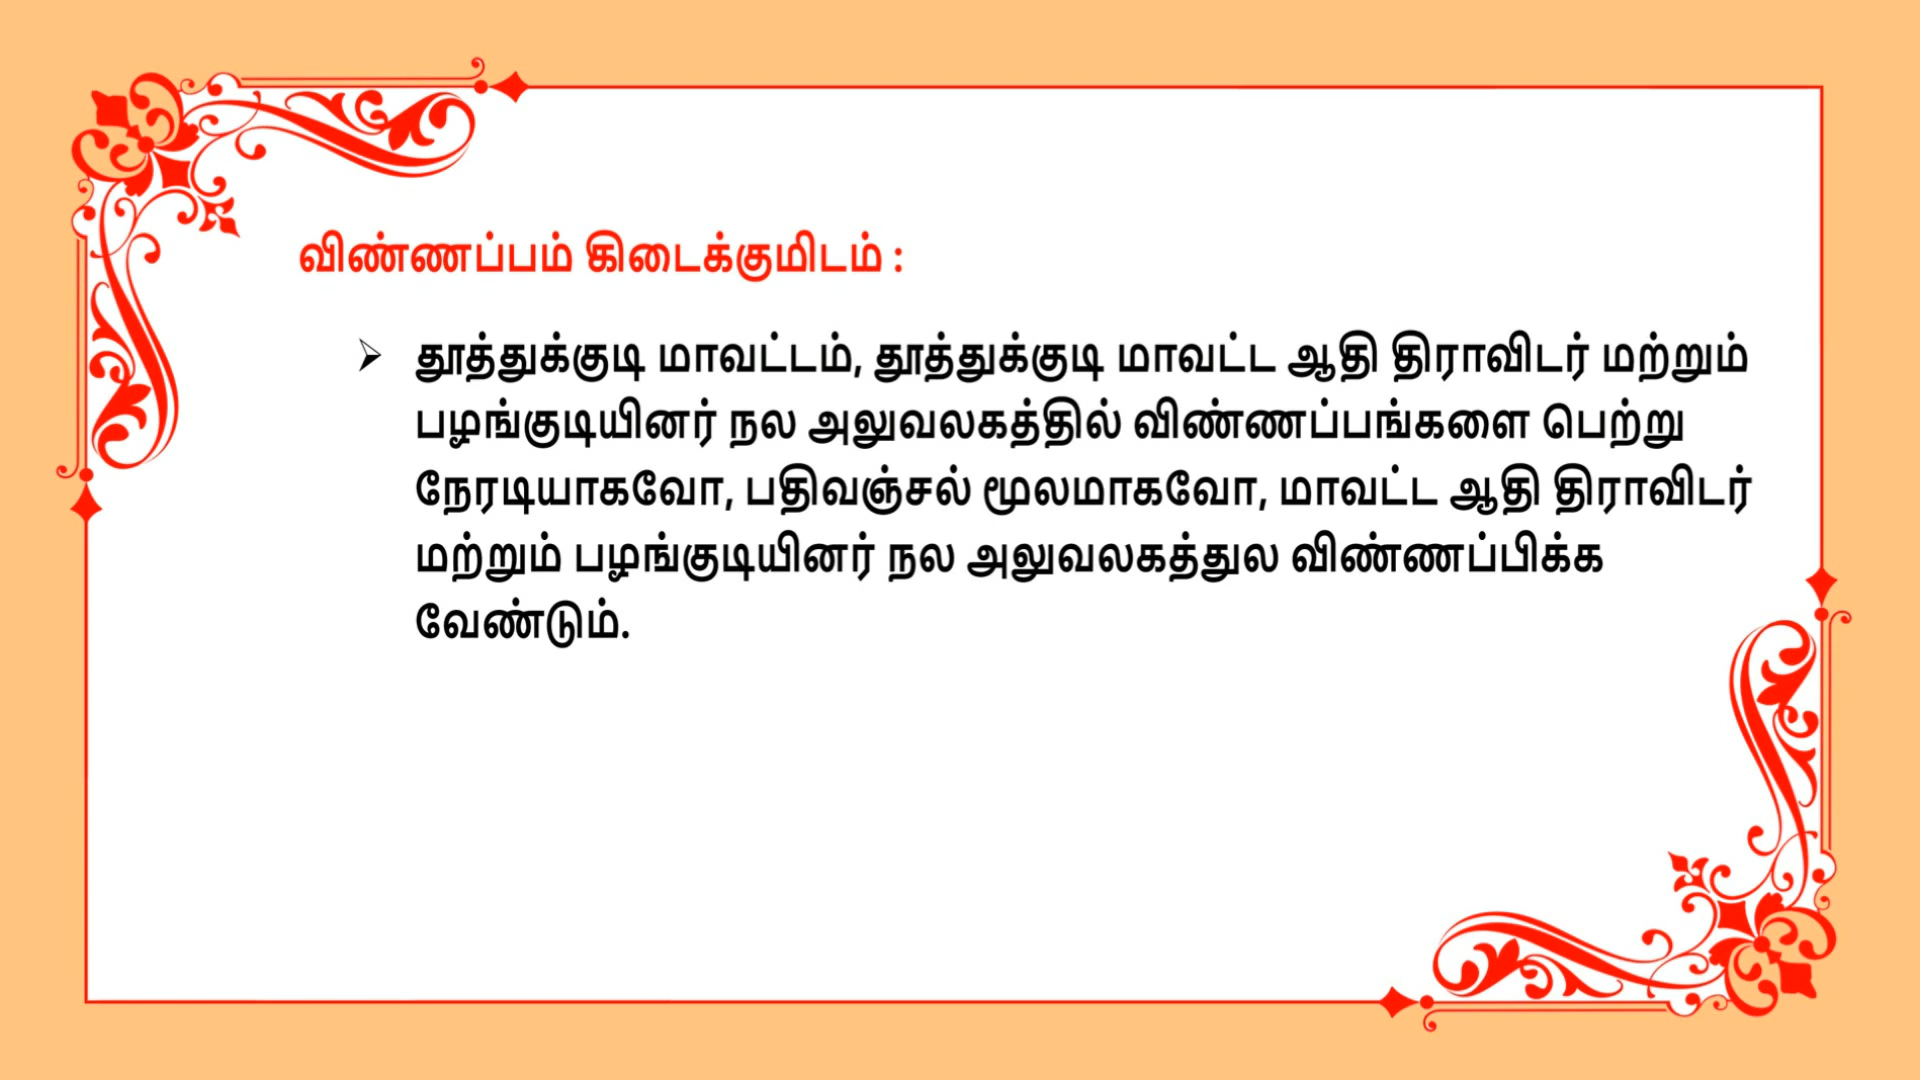 விண்ணப்பம் கிடைக்குமிடம் :
➢ தூத்துக்குடி மாவட்டம், தூத்துக்குடி மாவட்ட ஆதி திராவிடர் மற்றும்
பழங்குடியினர் நல அலுவலகத்தில் விண்ணப்பங்களை பெற்று
நேரடியாகவோ, பதிவஞ்சல் மூலமாகவோ, மாவட்ட ஆதி திராவிடர்
மற்றும் பழங்குடியினர் நல அலுவலகத்துல விண்ணப்பிக்க
வேண்டும்.